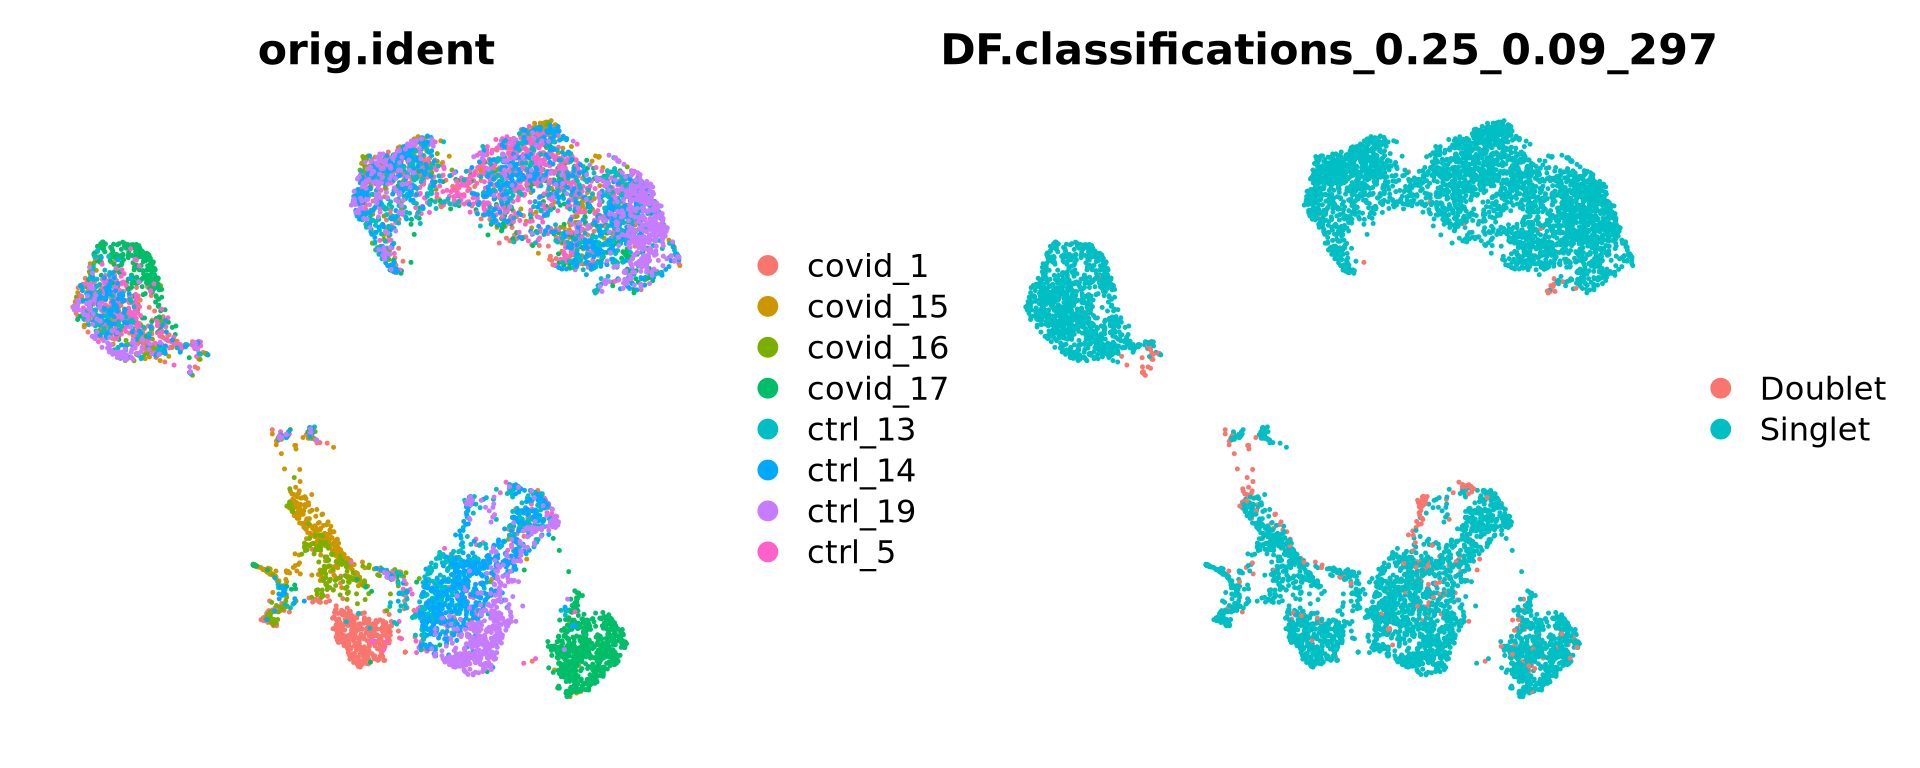 orig.ident
covid_1
covid_15
covid_16
covid_17
ctrl_13
ctrl_14
ctrl_19
ctrl_5
DF.classifications_0.25_0.09_297
Doublet
Singlet